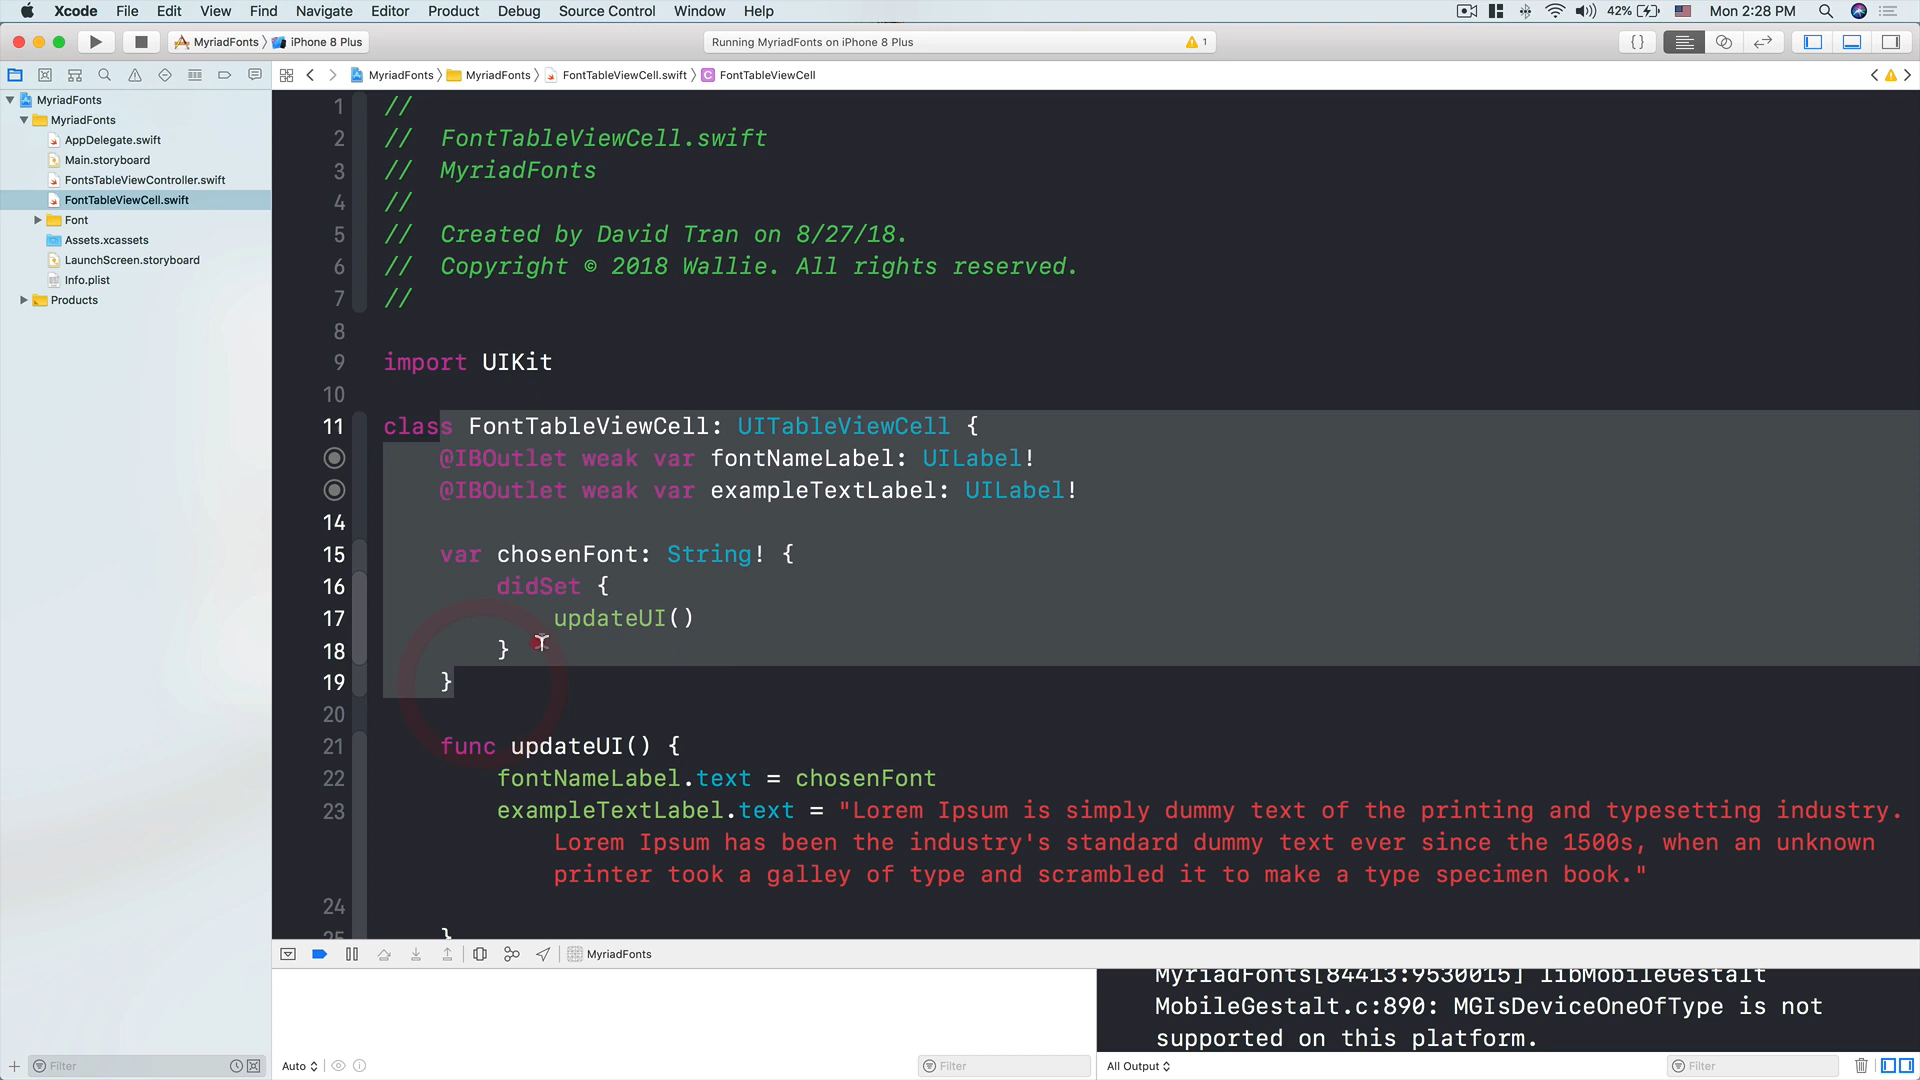 Xcode File Edit View Find Navigate Editor Product Debug Source Control Window Help 42% Mon 2:28 PM
MyriadFonts iPhone 8 Plus Running MyriadFonts on iPhone 8 Plus 1 {}
MyriadFonts MyriadFonts FontTableViewCell.swift C FontTableViewCell
MyriadFonts
MyriadFonts
AppDelegate.swift
Main.storyboard
FontsTableViewController.swift
FontTableViewCell.swift
Font
Assets.xcassets
LaunchScreen.storyboard
Info.plist
Products
1 //
2 // FontTableViewCell.swift
3 // MyriadFonts
4 //
5 // Created by David Tran on 8/27/18.
6 // Copyright © 2018 Wallie. All rights reserved.
7 //
8
9 import UIKit
10
11 class FontTableViewCell: UITableViewCell {
@IBOutlet weak var fontNameLabel: UILabel!
@IBOutlet weak var exampleTextLabel: UILabel!
14
15 var chosenFont: String! {
16 didSet {
17 updateUI()
18 }
19 }
20
21 func updateUI() {
22 fontNameLabel.text = chosenFont
23 exampleTextLabel.text = "Lorem Ipsum is simply dummy text of the printing and typesetting industry.
Lorem Ipsum has been the industry's standard dummy text ever since the 1500s, when an unknown
printer took a galley of type and scrambled it to make a type specimen book."
24
25 }
MyriadFonts
MyriadFonts[84413:9530015] libMobileGestalt
MobileGestalt.c:890: MGIsDeviceOneOfType is not
supported on this platform.
Filter Auto Filter All Output Filter